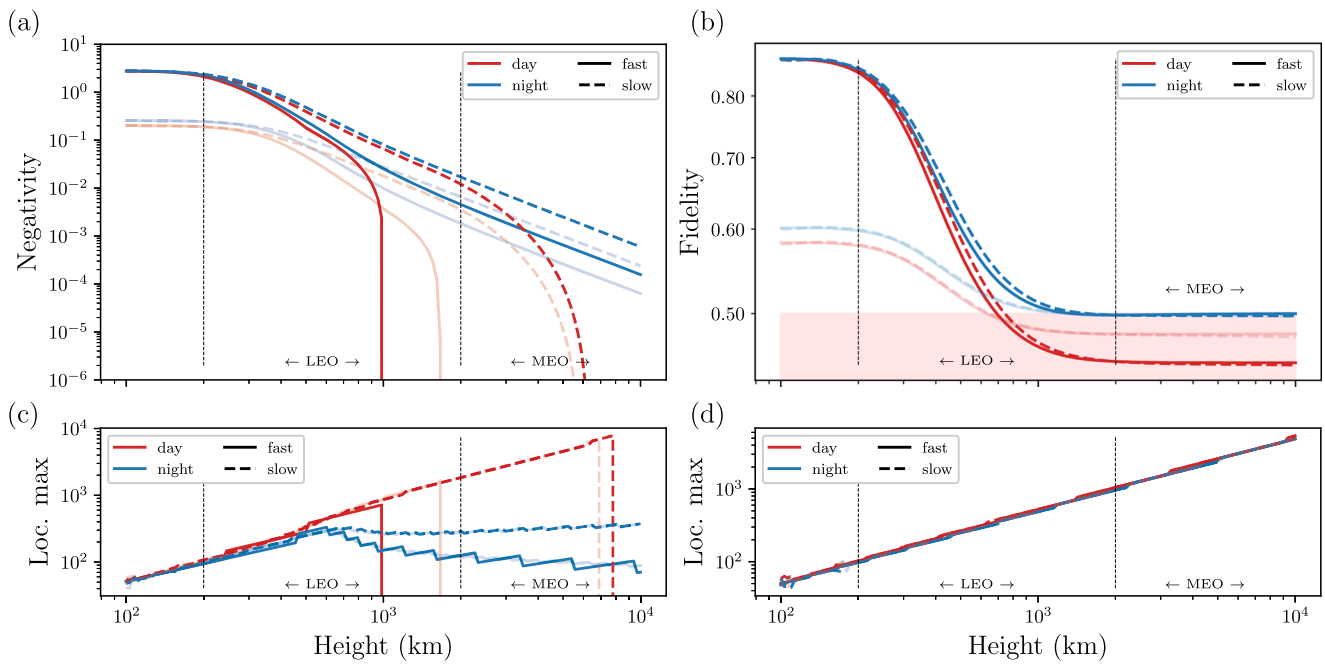 (a)
(b)
10^1
10^0
10^−1
10^−2
10^−3
10^−4
10^−5
10^−6
Negativity
day
night
fast
slow
← LEO →
← MEO →
0.80
0.70
0.60
0.50
Fidelity
day
night
fast
slow
← MEO →
← LEO →
(c)
(d)
10^4
10^3
10^2
Loc. max
day
night
fast
slow
← LEO →
← MEO →
10^2
10^3
10^4
Height (km)
10^3
10^2
Loc. max
day
night
fast
slow
← LEO →
← MEO →
10^2
10^3
10^4
Height (km)